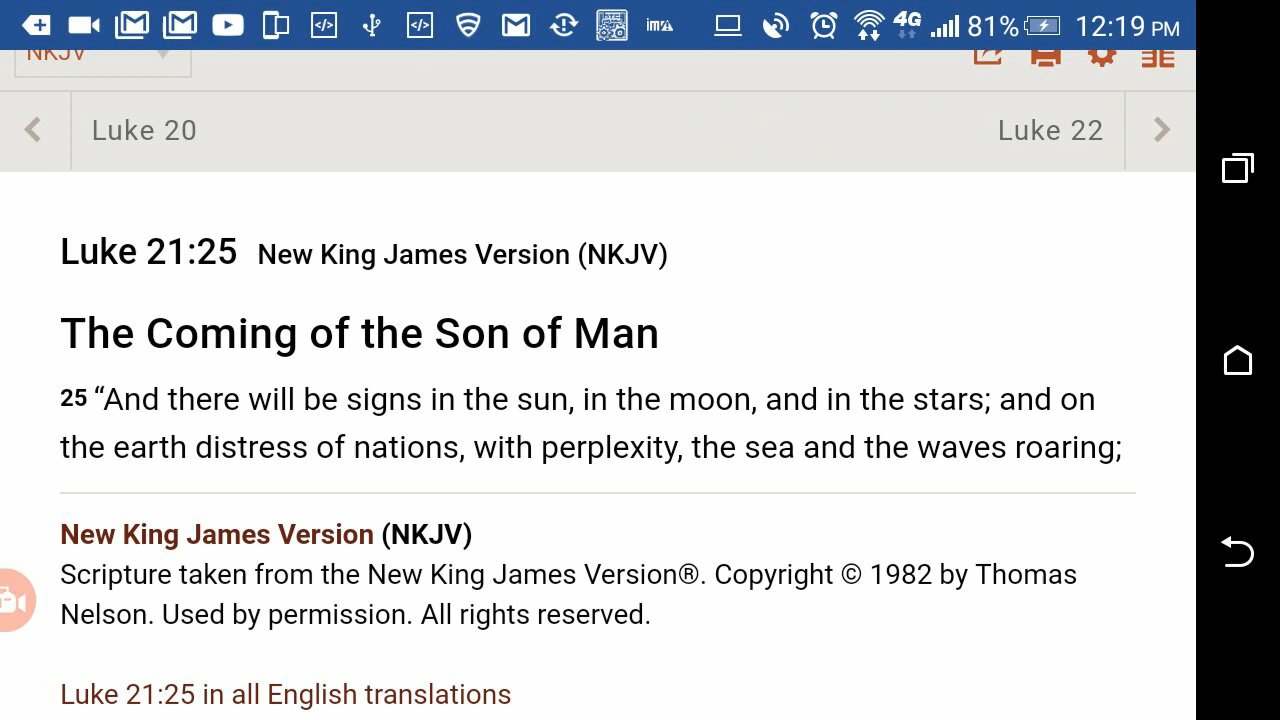 4G 81% 12:19 PM
NKJV
Luke 20
Luke 22
Luke 21:25 New King James Version (NKJV)
The Coming of the Son of Man
25 “And there will be signs in the sun, in the moon, and in the stars; and on
the earth distress of nations, with perplexity, the sea and the waves roaring;
New King James Version (NKJV)
Scripture taken from the New King James Version®. Copyright © 1982 by Thomas
Nelson. Used by permission. All rights reserved.
Luke 21:25 in all English translations